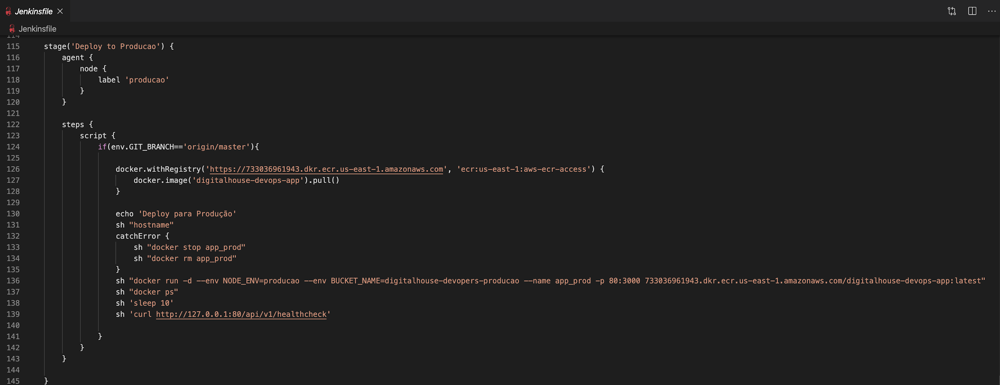 Jenkinsfile
Jenkinsfile
114
115 stage('Deploy to Producao') {
116 agent {
117 node {
118 label 'producao'
119 }
120 }
121
122 steps {
123 script {
124 if(env.GIT_BRANCH=='origin/master'){
125
126 docker.withRegistry('https://733036961943.dkr.ecr.us-east-1.amazonaws.com', 'ecr:us-east-1:aws-ecr-access') {
127 docker.image('digitalhouse-devops-app').pull()
128 }
129
130 echo 'Deploy para Produção'
131 sh "hostname"
132 catchError {
133 sh "docker stop app_prod"
134 sh "docker rm app_prod"
135 }
136 sh "docker run -d --env NODE_ENV=producao --env BUCKET_NAME=digitalhouse-devopers-producao --name app_prod -p 80:3000 733036961943.dkr.ecr.us-east-1.amazonaws.com/digitalhouse-devops-app:latest"
137 sh "docker ps"
138 sh 'sleep 10'
139 sh 'curl http://127.0.0.1:80/api/v1/healthcheck'
140
141 }
142 }
143 }
144
145 }